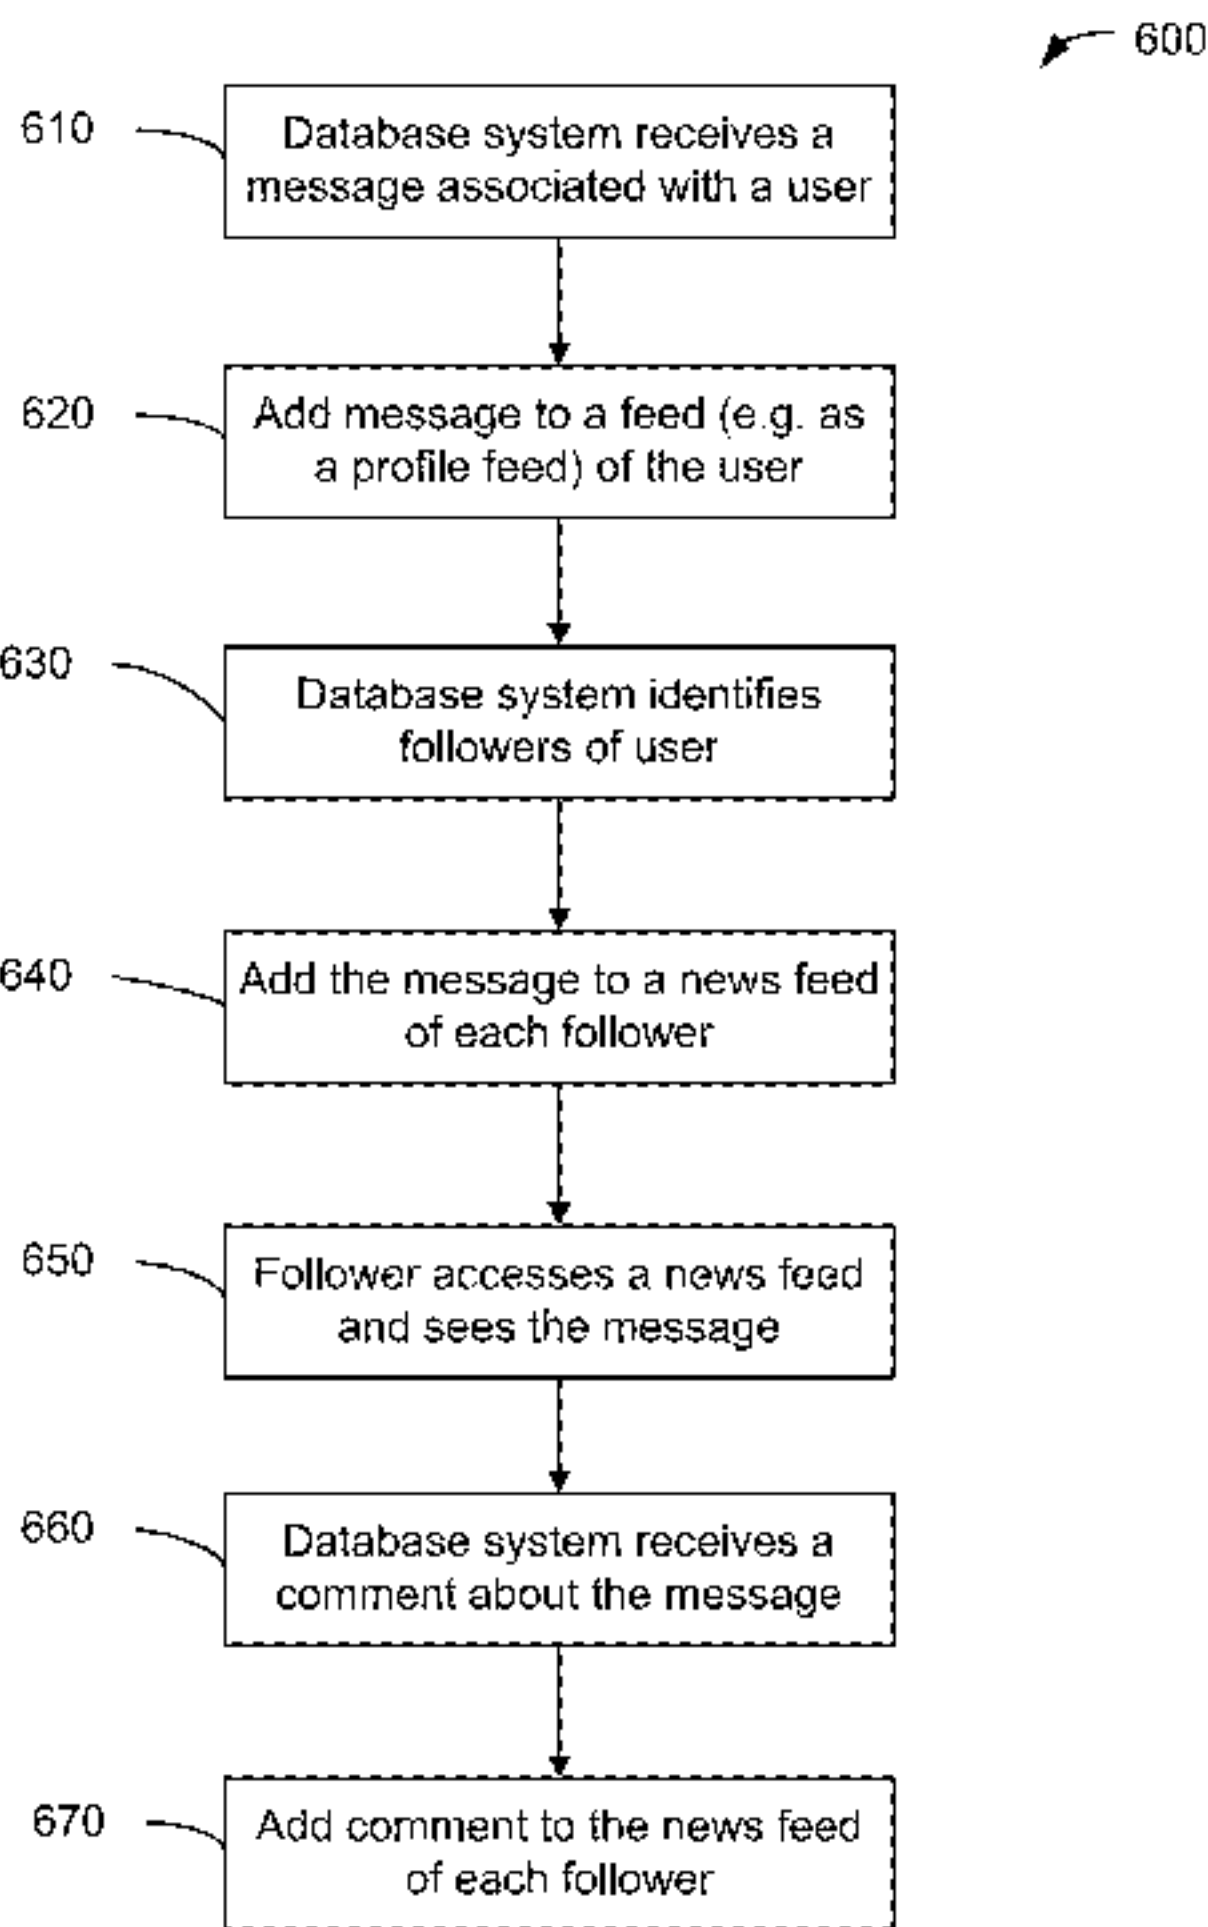 600
610
Database system receives a
message associated with a user
620
Add message to a feed (e.g. as
a profile feed) of the user
630
Database system identifies
followers of user
640
Add the message to a news feed
of each follower
650
Follower accesses a news feed
and sees the message
660
Database system receives a
comment about the message
670
Add comment to the news feed
of each follower